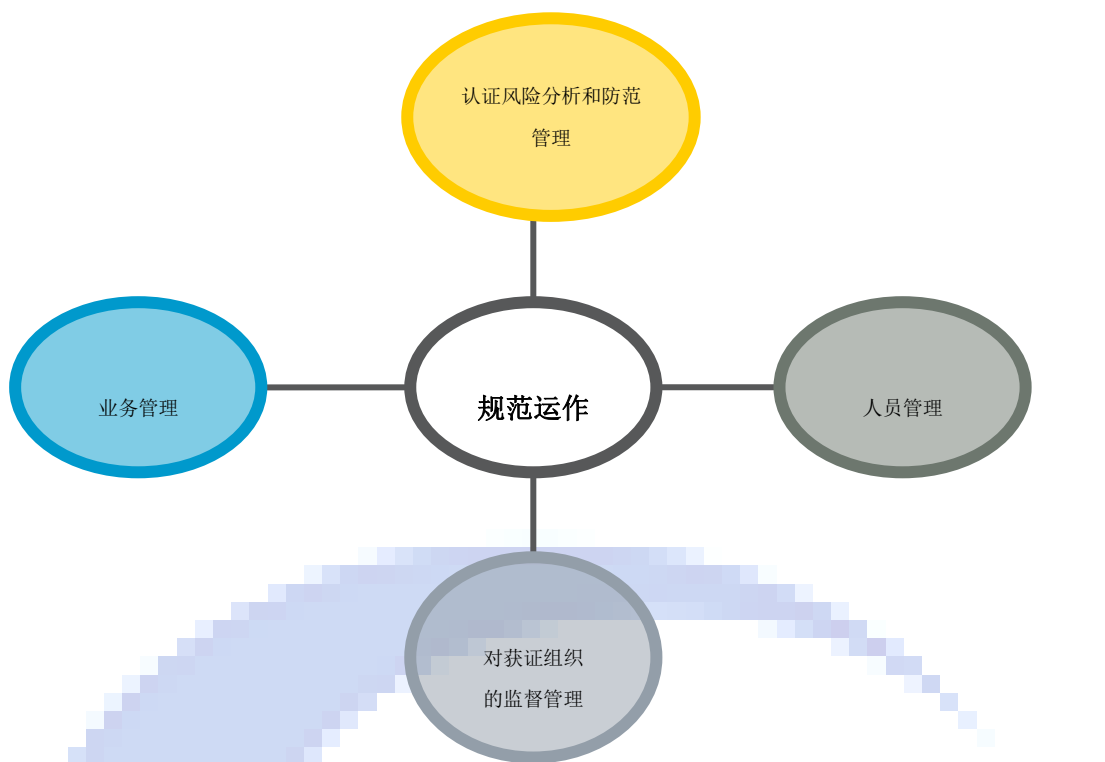 认证风险分析和防范
管理
业务管理
规范运作
人员管理
对获证组织
的监督管理